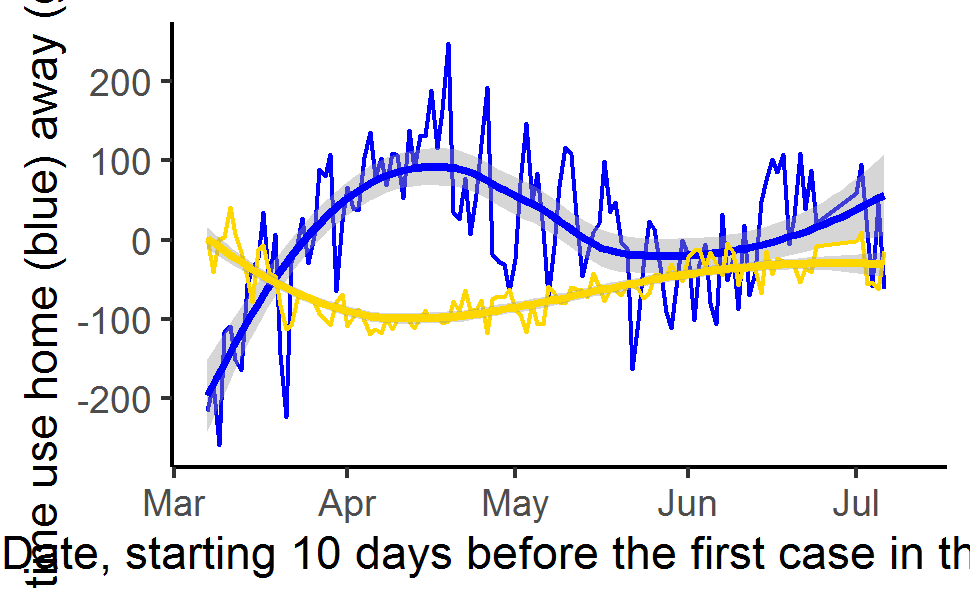 time use home (blue) away (
200
100
0
-100
-200
Mar Apr May Jun Jul
Date, starting 10 days before the first case in th